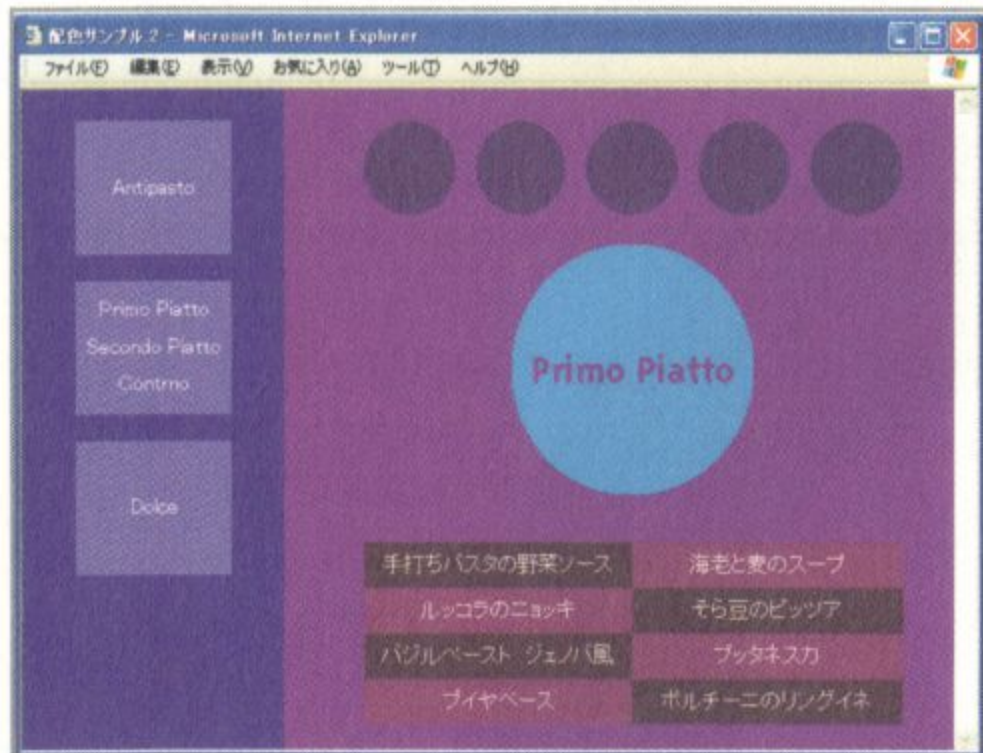 配色サンプル 2 - Microsoft Internet Explorer
ファイル(F) 編集(E) 表示(V) お気に入り(A) ツール(T) ヘルプ(H)
Antipasto
Primo Piatto
Secondo Piatto
Contrno
Dolce
Primo Piatto
手打ちパスタの野菜ソース 海老と麦のスープ
ルッコラのニョッキ そら豆のピッツア
バジルペースト ジェノバ風 プッタネスカ
ブイヤベース ポルチーニのリングイネ